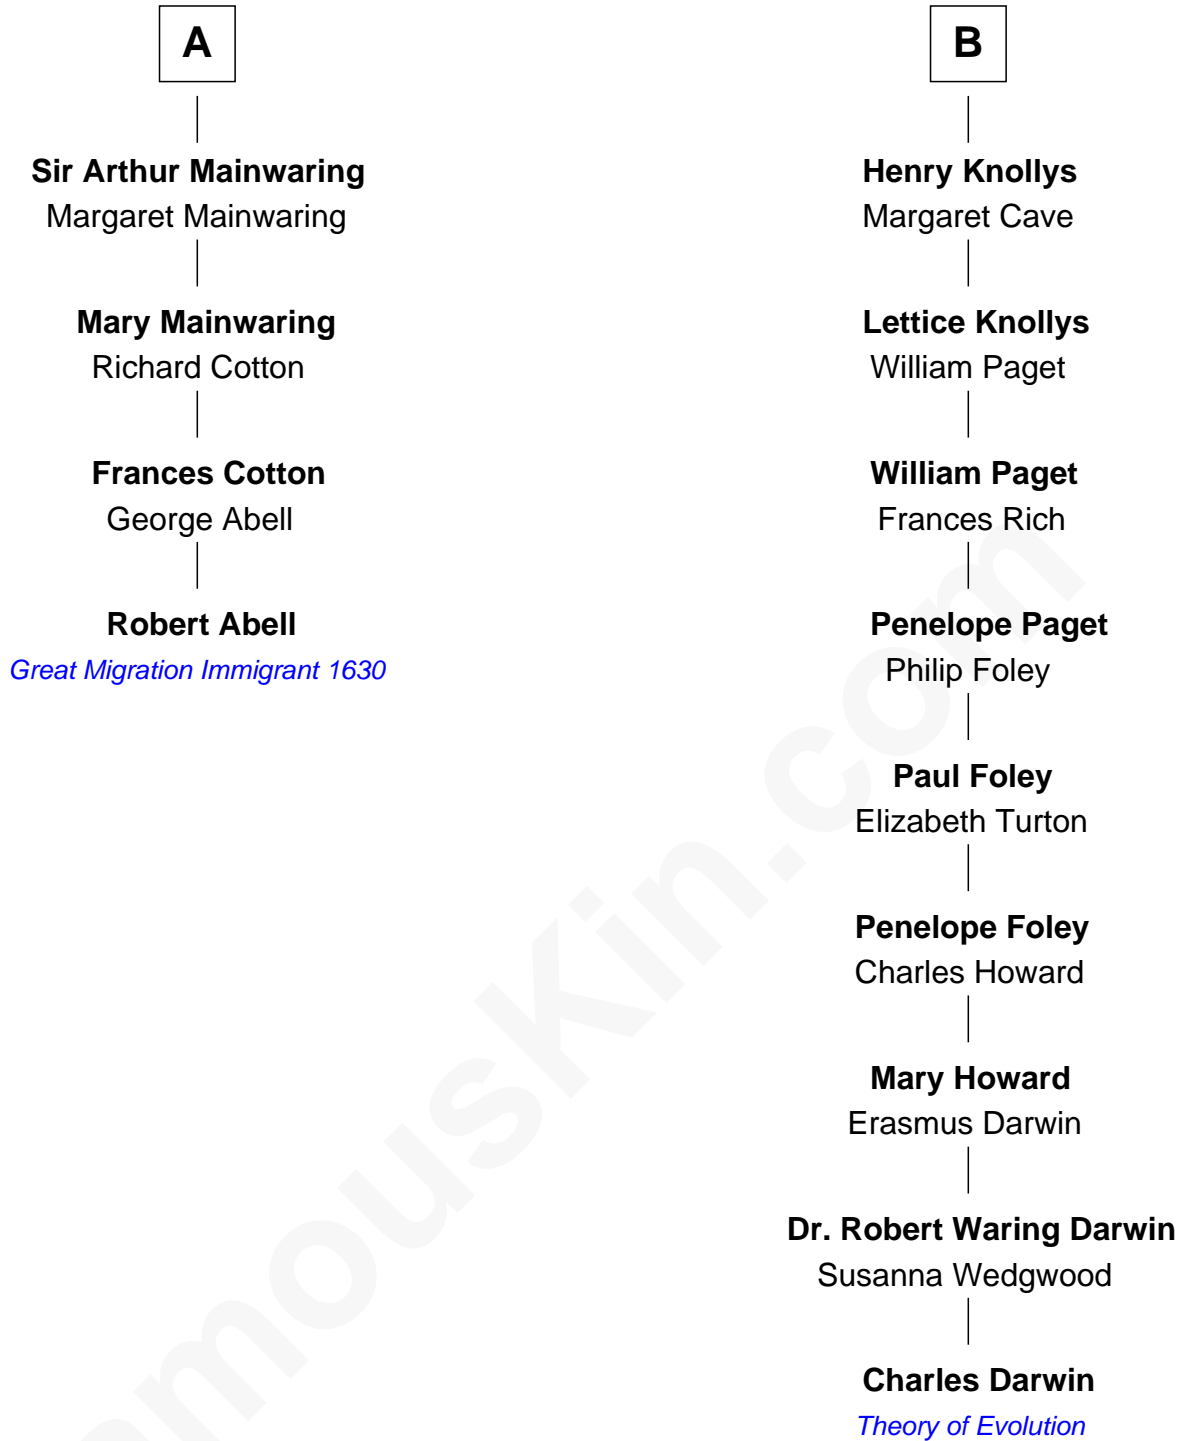 A
Sir Arthur Mainwaring
Margaret Mainwaring
Mary Mainwaring
Richard Cotton
Frances Cotton
George Abell
Robert Abell
Great Migration Immigrant 1630
B
Henry Knollys
Margaret Cave
Lettice Knollys
William Paget
William Paget
Frances Rich
Penelope Paget
Philip Foley
Paul Foley
Elizabeth Turton
Penelope Foley
Charles Howard
Mary Howard
Erasmus Darwin
Dr. Robert Waring Darwin
Susanna Wedgwood
Charles Darwin
Theory of Evolution
amouskin.com